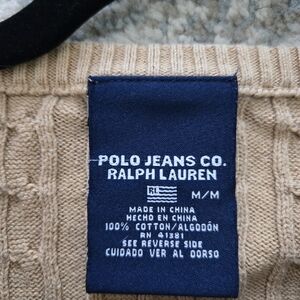 POLO JEANS CO.
RALPH LAUREN
RL
M/M
MADE IN CHINA
HECHO EN CHINA
100% COTTON/ALGODÓN
RN 41381
SEE REVERSE SIDE
CUIDADO VER AL DORSO